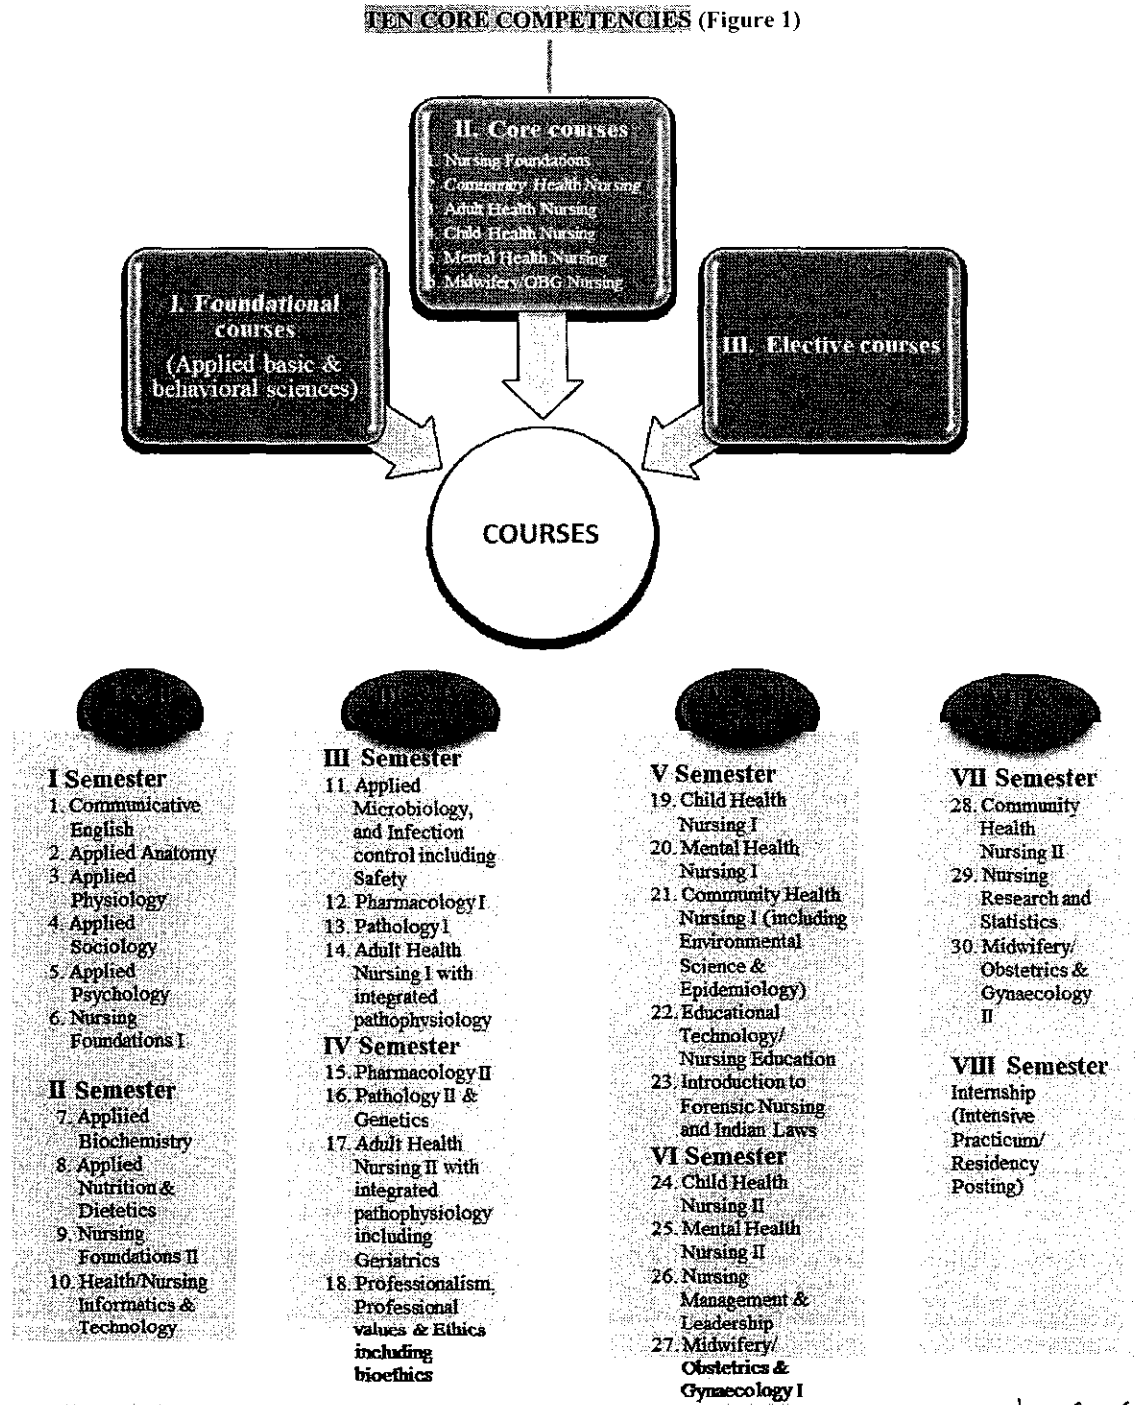 TEN CORE COMPETENCIES (Figure 1)
II. Core courses
Nursing Foundations
Community Health Nursing
Adult Health Nursing
Child Health Nursing
Mental Health Nursing
Midwifery/OBG Nursing
I. Foundational
courses
(Applied basic &
behavioral sciences)
III. Elective courses
COURSES
I Semester
1. Communicative
English
2. Applied Anatomy
3. Applied
Physiology
4. Applied
Sociology
5. Applied
Psychology
6. Nursing
Foundations I
II Semester
7. Appliied
Biochemistry
8. Applied
Nutrition &
Dietetics
9. Nursing
Foundations II
10. Health/Nursing
Informatics &
Technology
III Semester
11. Applied
Microbiology,
and Infection
control including
Safety
12. Pharmacology I
13. Pathology I
14. Adult Health
Nursing I with
integrated
pathophysiology
IV Semester
15. Pharmacology II
16. Pathology II &
Genetics
17. Adult Health
Nursing II with
integrated
pathophysiology
including
Geriatrics
18. Professionalism,
Professional
values & Ethics
including
bioethics
V Semester
19. Child Health
Nursing I
20. Mental Health
Nursing I
21. Community Health
Nursing I (including
Environmental
Science &
Epidemiology)
22. Educational
Technology/
Nursing Education
23. Introduction to
Forensic Nursing
and Indian Laws
VI Semester
24. Child Health
Nursing II
25. Mental Health
Nursing II
26. Nursing
Management &
Leadership
27. Midwifery/
Obstetrics &
Gynaecology I
VII Semester
28. Community
Health
Nursing II
29. Nursing
Research and
Statistics
30. Midwifery/
Obstetrics &
Gynaecology
II
VIII Semester
Internship
(Intensive
Practicum/
Residency
Posting)